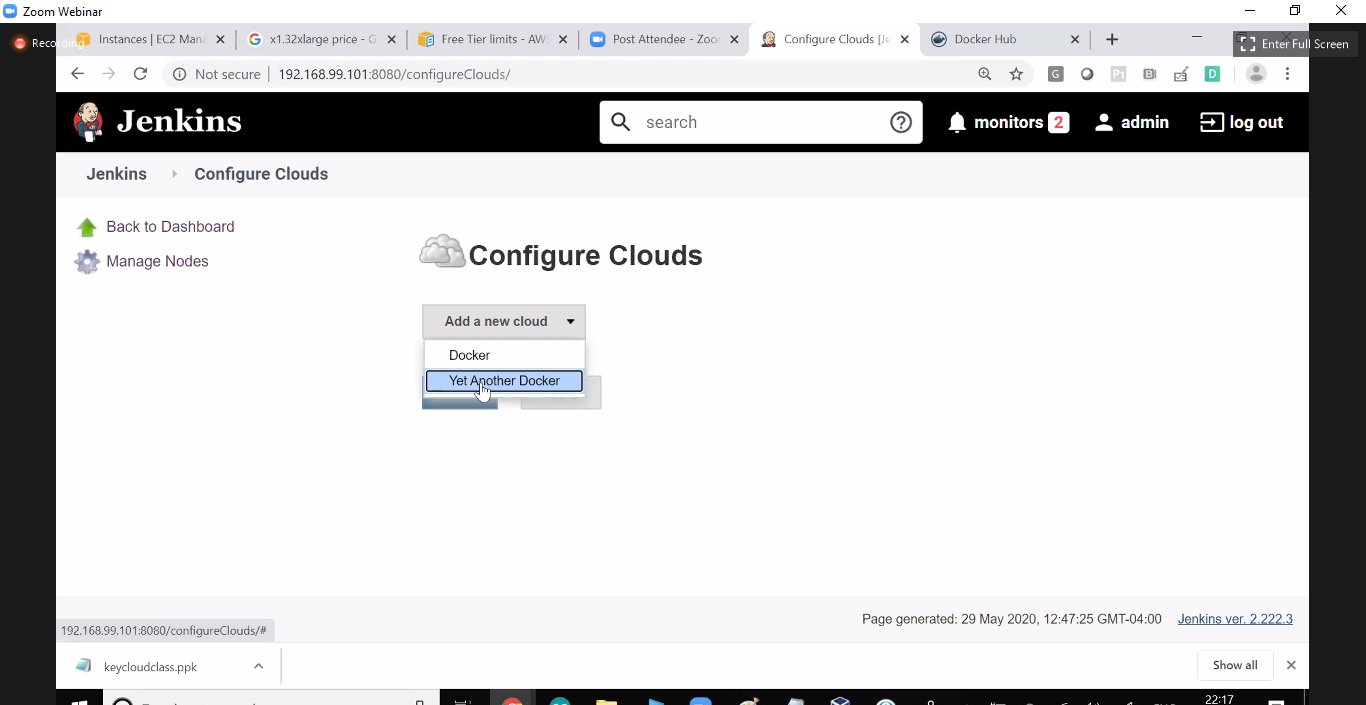 Zoom Webinar
Recording
Instances | EC2 Mana
x1.32xlarge price - G
Free Tier limits - AWS
Post Attendee - Zoo
Configure Clouds [Je
Docker Hub
Enter Full Screen
Not secure
192.168.99.101:8080/configureClouds/
Jenkins
search
monitors 2
admin
log out
Jenkins
Configure Clouds
Back to Dashboard
Manage Nodes
Configure Clouds
Add a new cloud
Docker
Yet Another Docker
Page generated: 29 May 2020, 12:47:25 GMT-04:00
Jenkins ver. 2.222.3
192.168.99.101:8080/configureClouds/#
keycloudclass.ppk
Show all
22:17